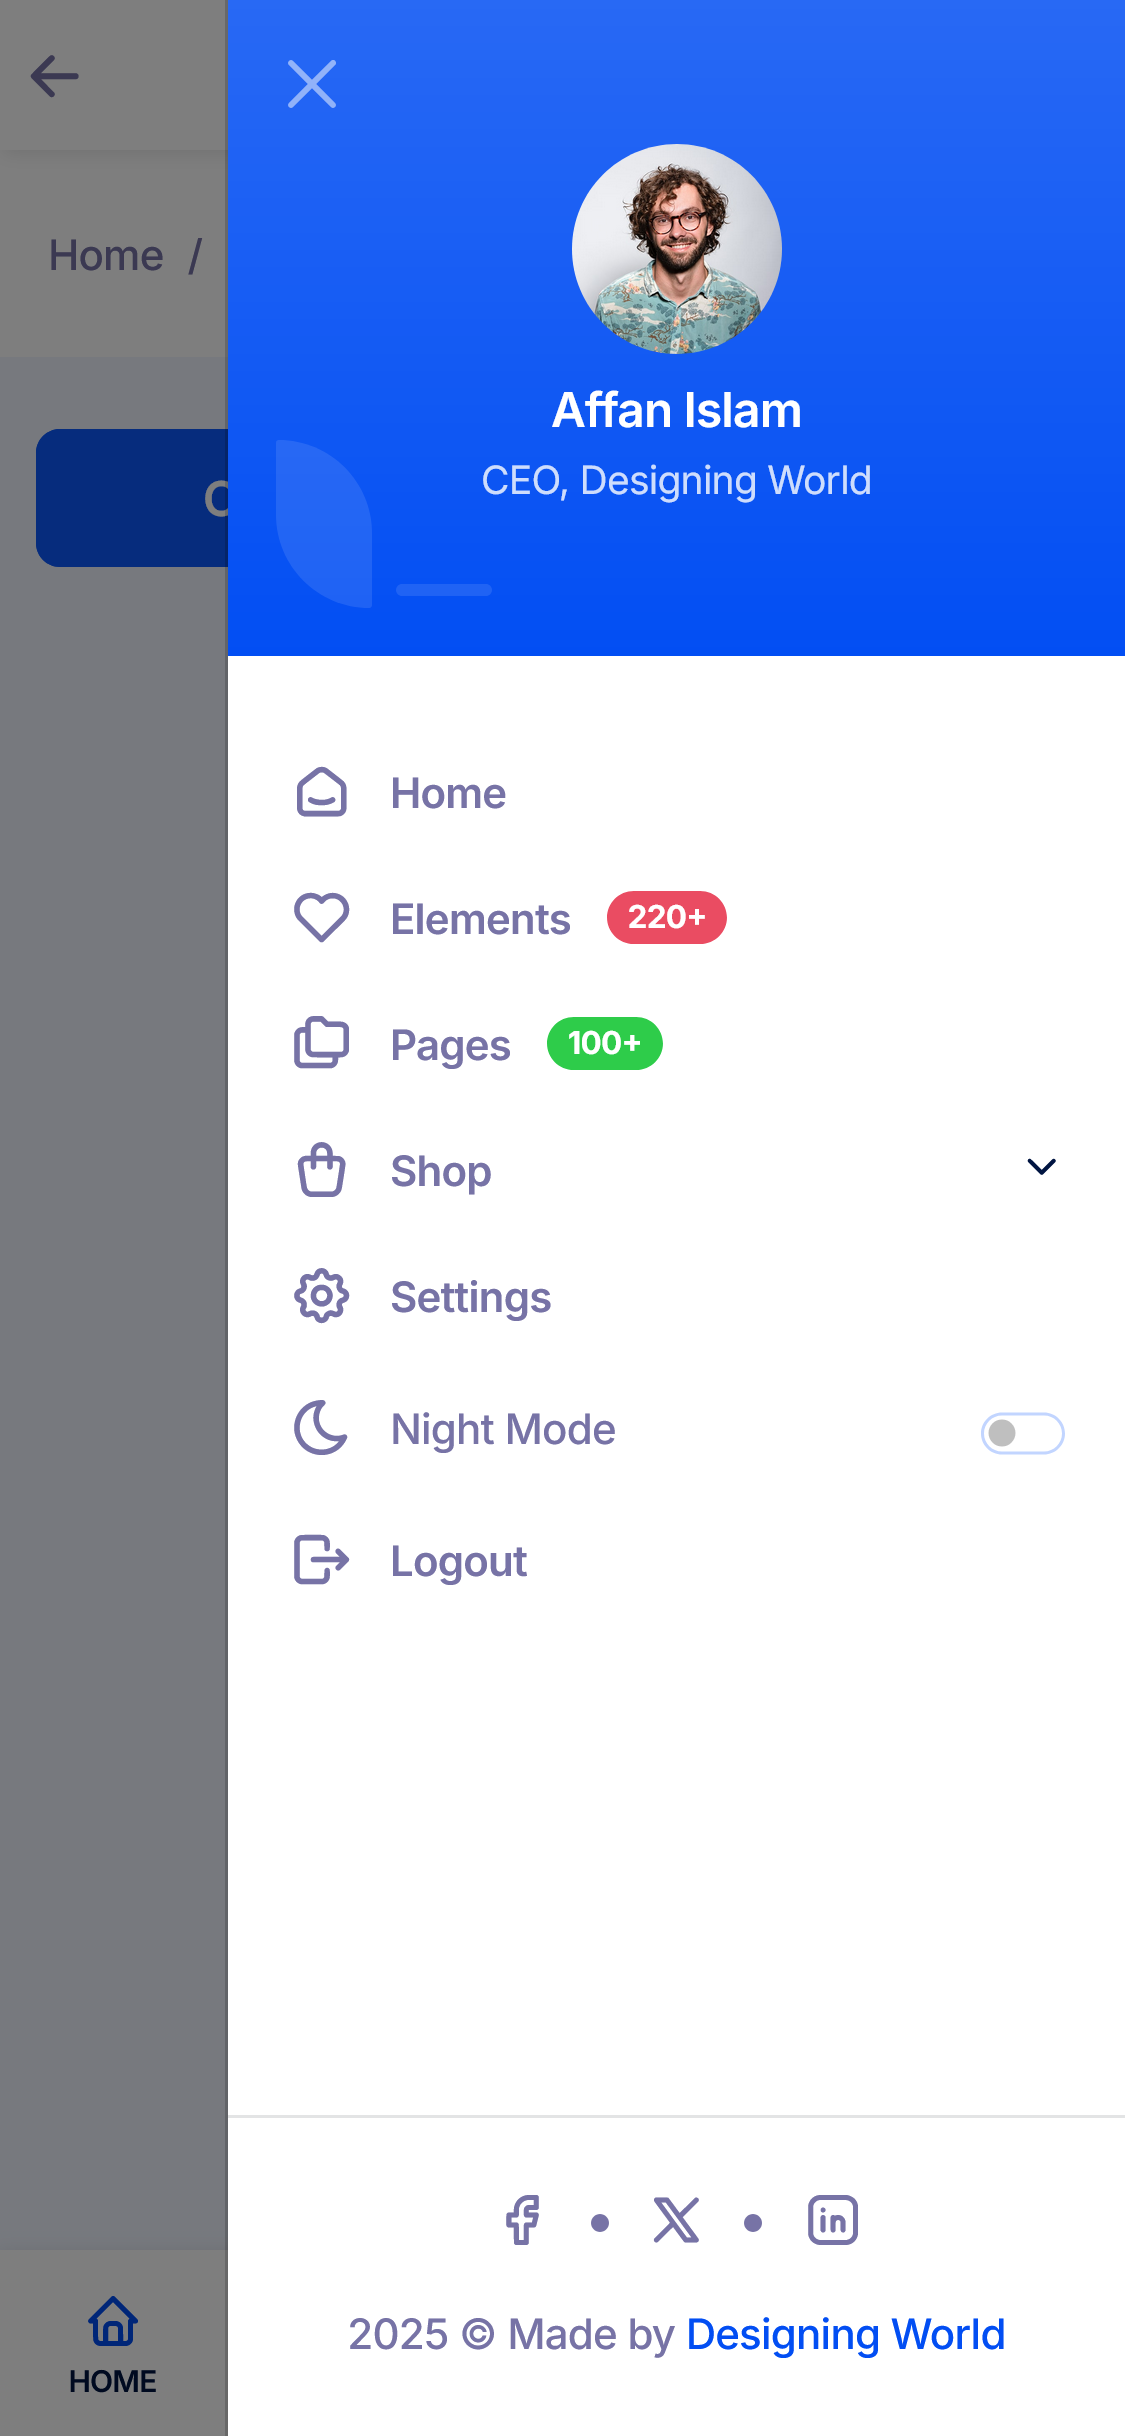 Home /
Affan Islam
CEO, Designing World
Home
Elements 220+
Pages 100+
Shop
Settings
Night Mode
Logout
2025 © Made by Designing World
HOME